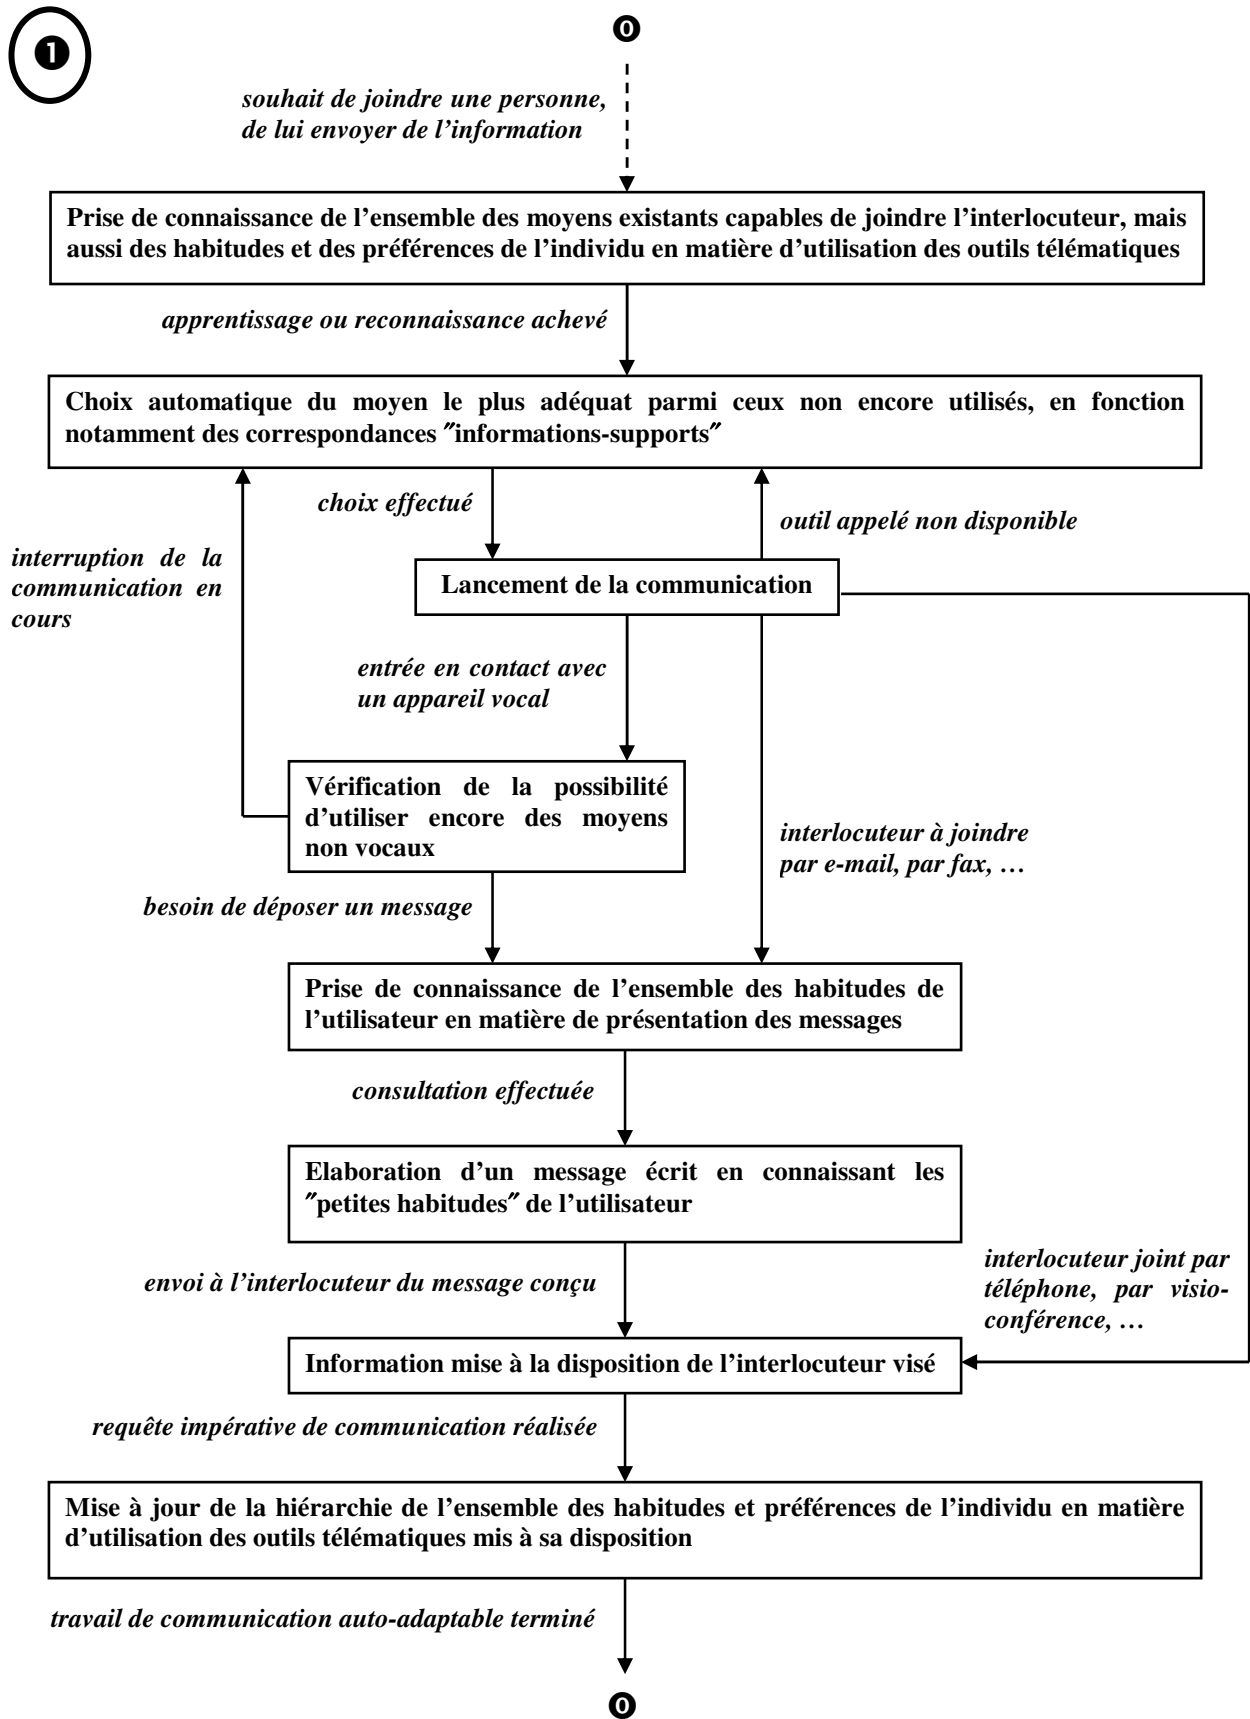 ❶
⓿
souhait de joindre une personne,
de lui envoyer de l’information
Prise de connaissance de l’ensemble des moyens existants capables de joindre l’interlocuteur, mais
aussi des habitudes et des préférences de l’individu en matière d’utilisation des outils télématiques
apprentissage ou reconnaissance achevé
Choix automatique du moyen le plus adéquat parmi ceux non encore utilisés, en fonction
notamment des correspondances ″informations-supports″
choix effectué
outil appelé non disponible
interruption de la
communication en
cours
Lancement de la communication
entrée en contact avec
un appareil vocal
Vérification de la possibilité
d’utiliser encore des moyens
non vocaux
interlocuteur à joindre
par e-mail, par fax, …
besoin de déposer un message
Prise de connaissance de l’ensemble des habitudes de
l’utilisateur en matière de présentation des messages
consultation effectuée
Elaboration d’un message écrit en connaissant les
″petites habitudes″ de l’utilisateur
envoi à l’interlocuteur du message conçu
interlocuteur joint par
téléphone, par visio-
conférence, …
Information mise à la disposition de l’interlocuteur visé
requête impérative de communication réalisée
Mise à jour de la hiérarchie de l’ensemble des habitudes et préférences de l’individu en matière
d’utilisation des outils télématiques mis à sa disposition
travail de communication auto-adaptable terminé
⓿